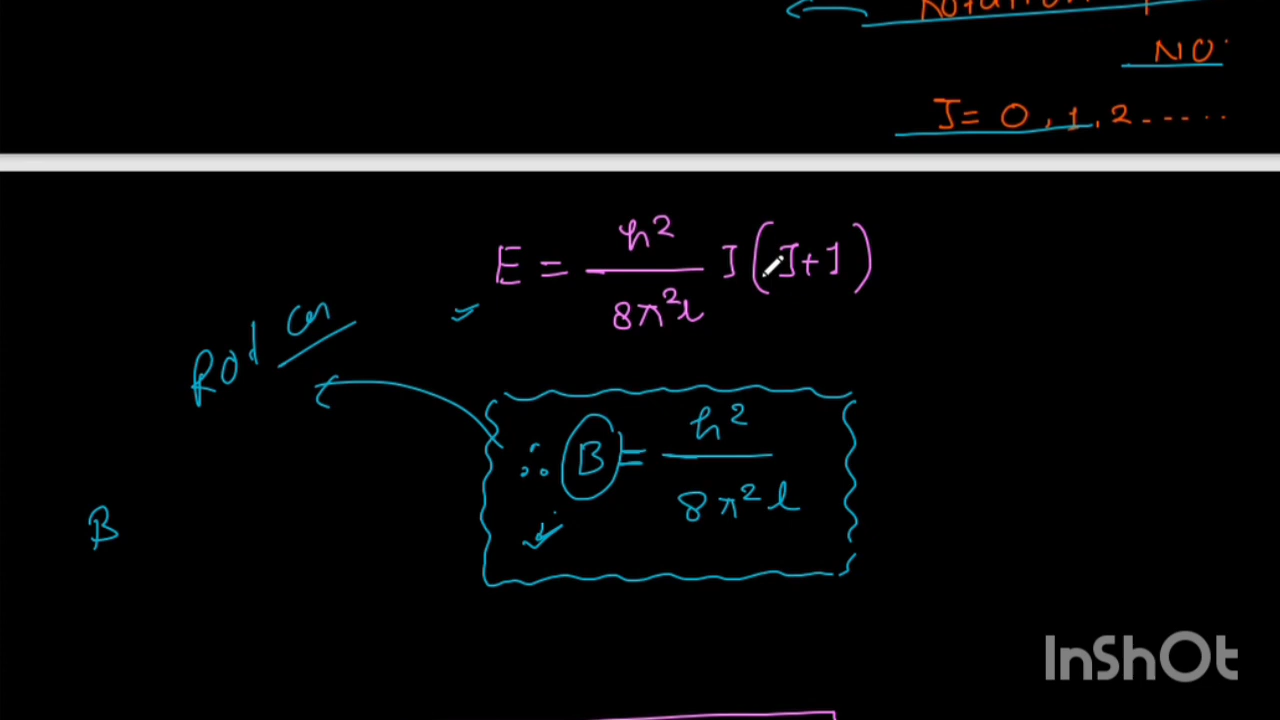 NO.
J = 0, 1, 2 - - . . . .
E = h² / 8π²I J(J+1)
Rot Con
∴ B = h² / 8π²I
B
InShOt